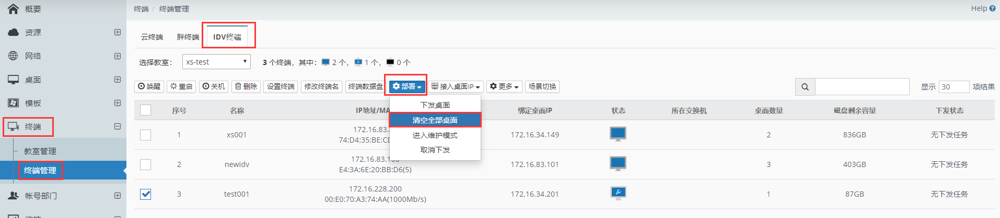 概要
资源
网络
桌面
模板
终端
教室管理
终端管理
帐号部门
终端 / 终端管理
Help
云终端 胖终端 IDV终端
选择教室： xs-test 3 个终端，其中： 2 个， 1 个， 0 个
唤醒 重启 关机 删除 设置终端 修改终端名 终端数据盘 部署 接入桌面IP 更多 场景切换
显示 30 项结果
下发桌面
清空全部桌面
进入维护模式
取消下发
序号 名称 IP地址/MA 绑定桌面IP 状态 所在交换机 桌面数量 磁盘剩余容量 下发状态
1 xs001 172.16.83. 172.16.34.149 2 836GB 无下发任务
74:D4:35:BE:CD
2 newidv 172.16.83.100 172.16.83.101 3 403GB 无下发任务
E4:3A:6E:20:BB:D6(5)
3 test001 172.16.228.200 172.16.34.201 1 87GB 无下发任务
00:E0:70:A3:74:AA(1000Mb/s)